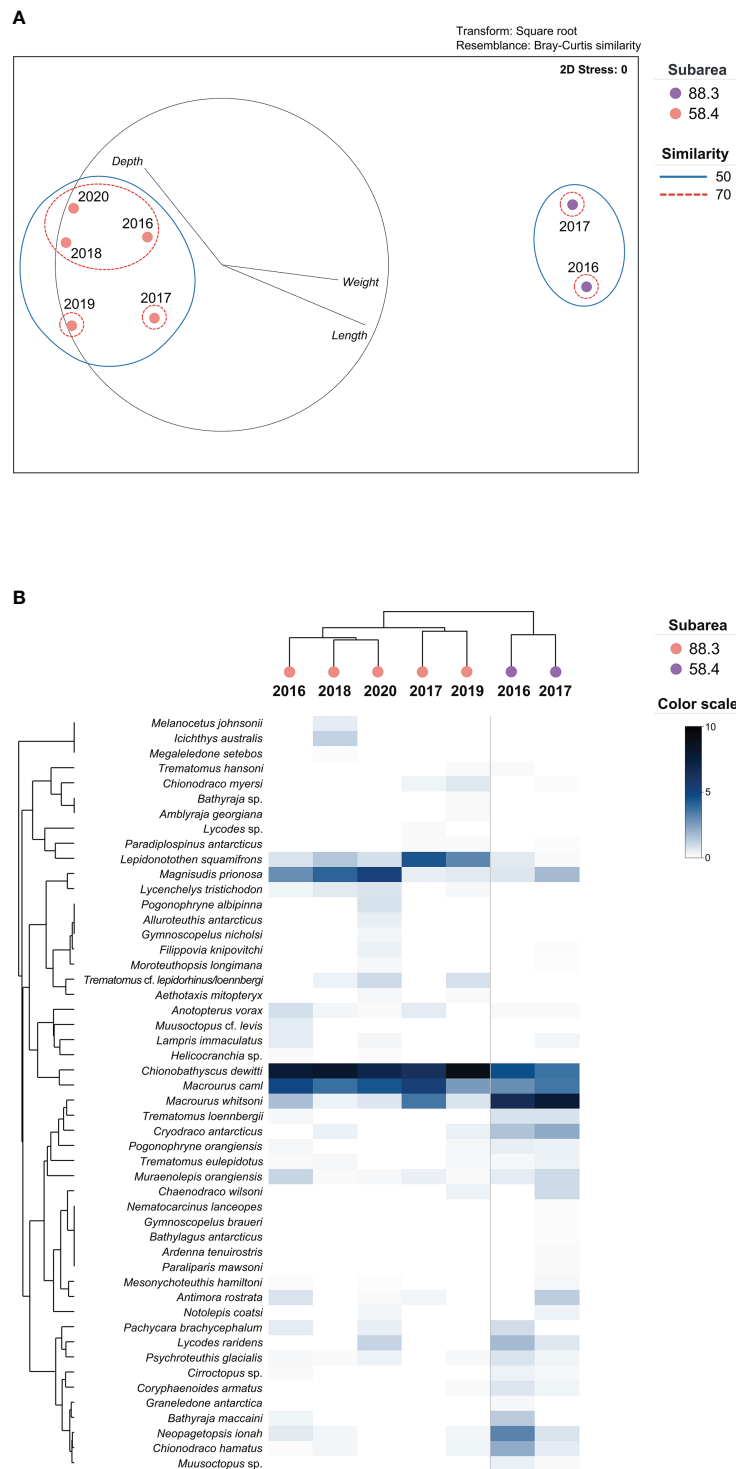 A
Transform: Square root
Resemblance: Bray-Curtis similarity
2D Stress: 0
Subarea
88.3
58.4
Similarity
50
70
Depth
2020
2016
2018
2019
2017
Weight
Length
2017
2016
B
Subarea
88.3
58.4
Color scale
10
5
0
2016 2018 2020 2017 2019 2016 2017
Melanocetus johnsonii
Icichthys australis
Megaleledone setebos
Trematomus hansoni
Chionodraco myersi
Bathyraja sp.
Amblyraja georgiana
Lycodes sp.
Paradiplospinus antarcticus
Lepidonotothen squamifrons
Magnisudis prionosa
Lycenchelys tristichodon
Pogonophryne albipinna
Alluroteuthis antarcticus
Gymnoscopelus nicholsi
Filippovia knipovitchi
Moroteuthopsis longimana
Trematomus cf. lepidorhinus/loennbergi
Aethotaxis mitopteryx
Anotopterus vorax
Muusoctopus cf. levis
Lampris immaculatus
Helicocranchia sp.
Chionobathyscus dewitti
Macrourus caml
Macrourus whitsoni
Trematomus loennbergii
Cryodraco antarcticus
Pogonophryne orangiensis
Trematomus eulepidotus
Muraenolepis orangiensis
Chaenodraco wilsoni
Nematocarcinus lanceopes
Gymnoscopelus braueri
Bathylagus antarcticus
Ardenna tenuirostris
Paraliparis mawsoni
Mesonychoteuthis hamiltoni
Antimora rostrata
Notolepis coatsi
Pachycara brachycephalum
Lycodes raridens
Psychroteuthis glacialis
Cirroctopus sp.
Coryphaenoides armatus
Graneledone antarctica
Bathyraja maccaini
Neopagetopsis ionah
Chionodraco hamatus
Muusoctopus sp.